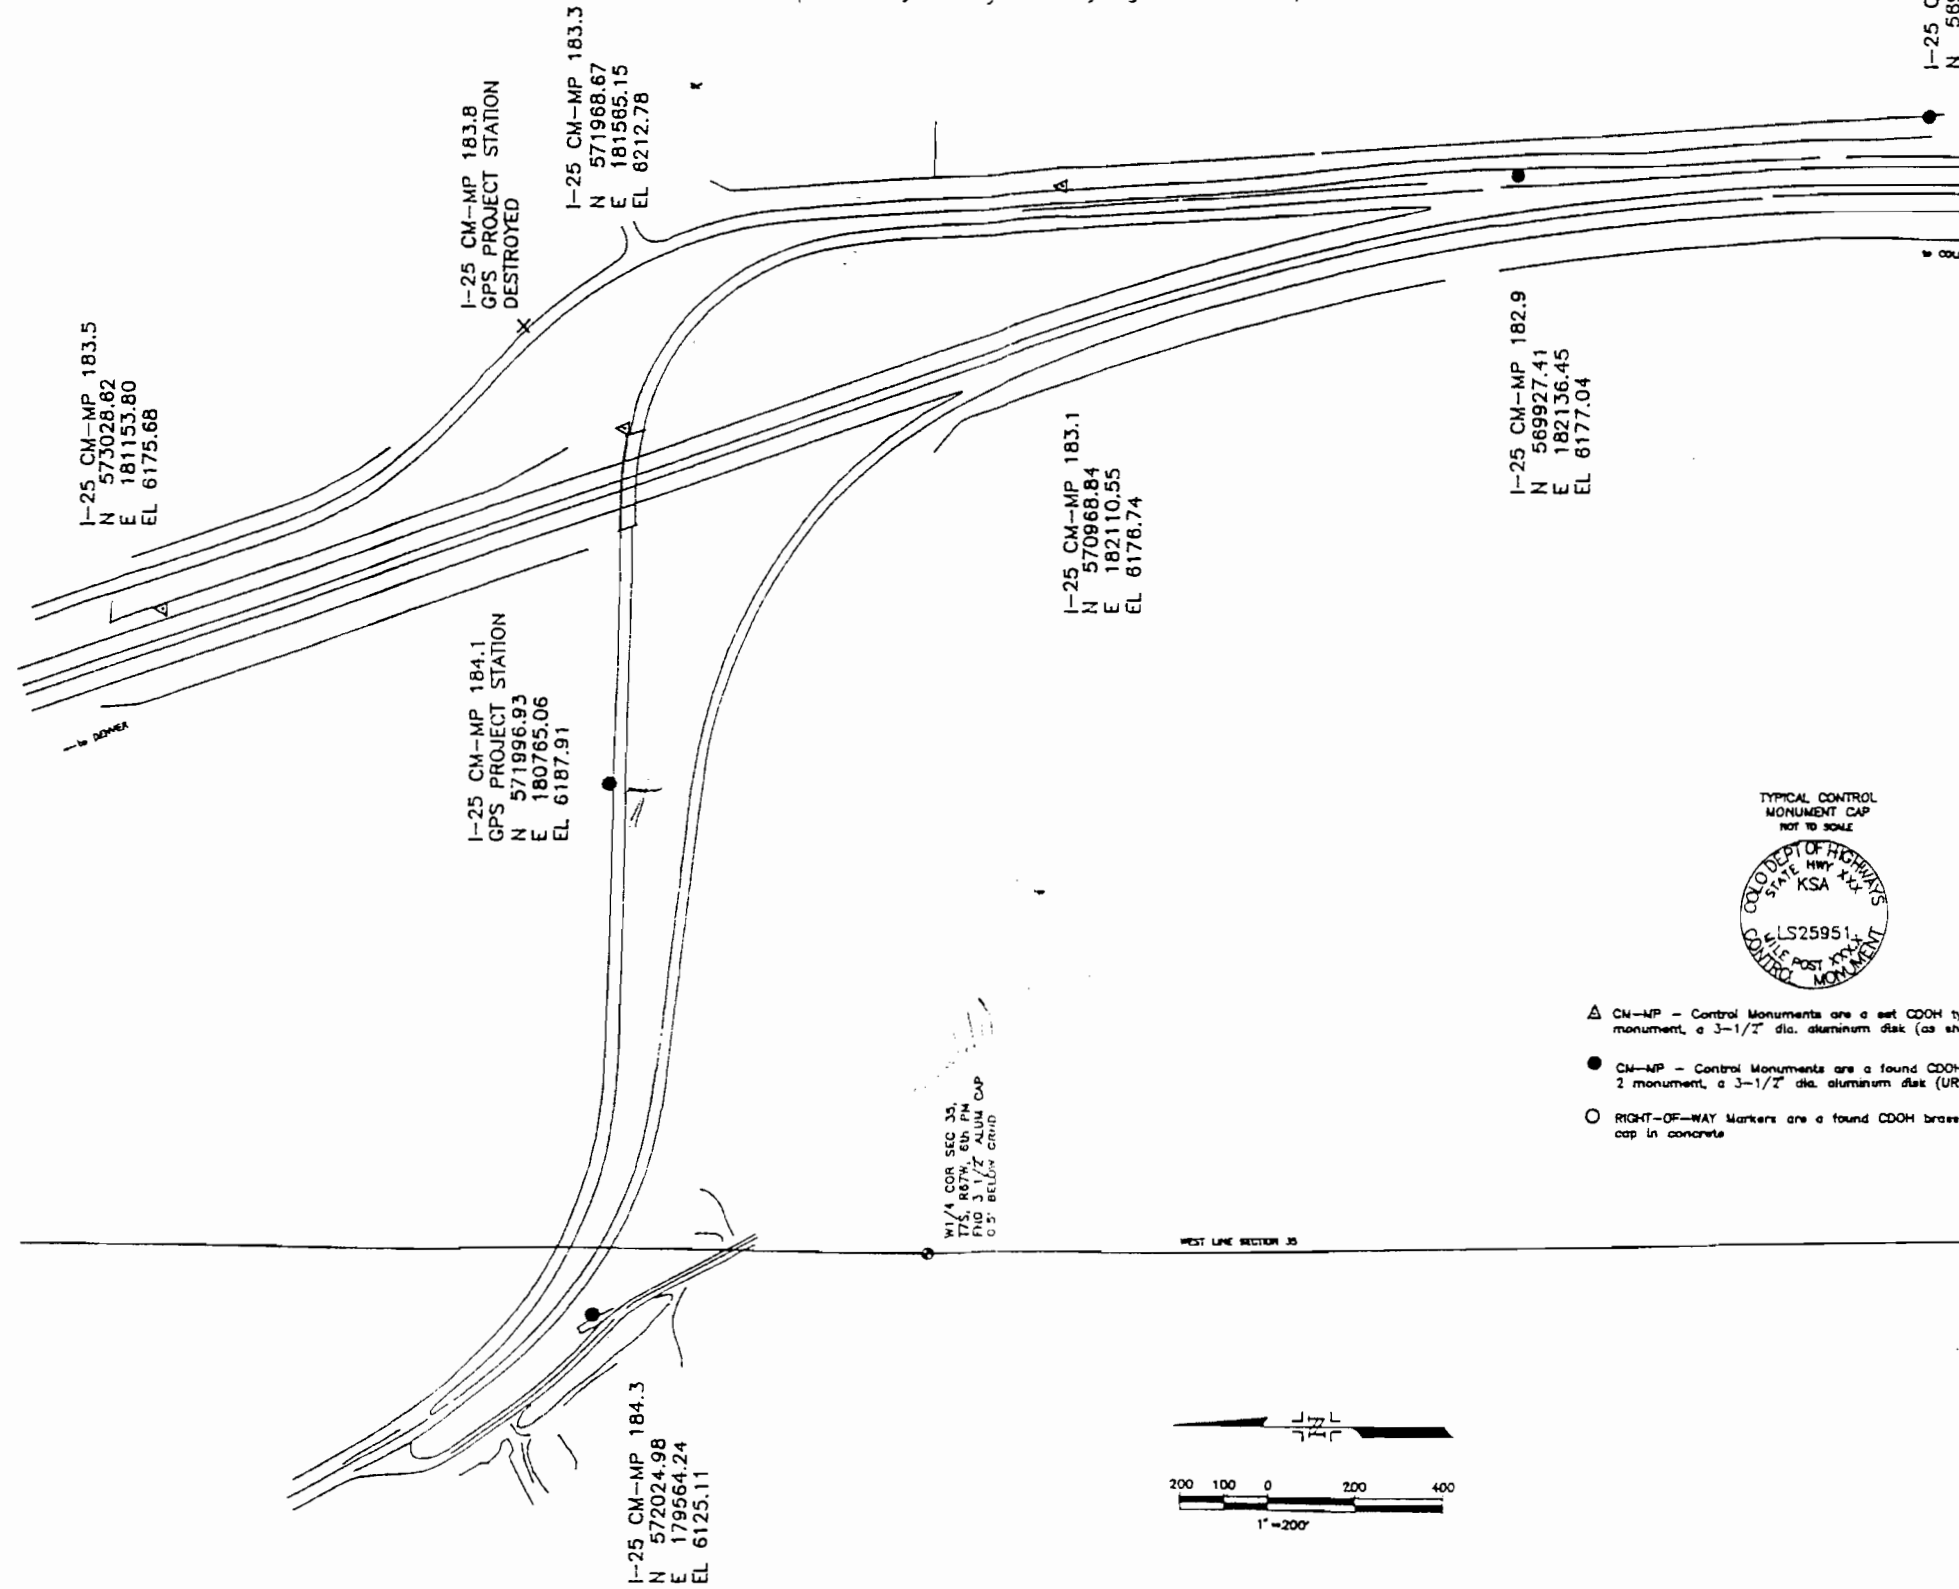 I-25 CM-MP 183.5
N 573028.62
E 181153.80
EL 6175.68
I-25 CM-MP 183.8
GPS PROJECT STATION
DESTROYED
I-25 CM-MP 183.3
N 571968.67
E 181565.15
EL 6212.78
I-25 C
N 569
to DENVER
I-25 CM-MP 184.1
GPS PROJECT STATION
N 571996.93
E 180765.06
EL 6187.91
I-25 CM-MP 183.1
N 570968.84
E 182110.55
EL 6176.74
I-25 CM-MP 182.9
N 569927.41
E 182136.45
EL 6177.04
TYPICAL CONTROL
MONUMENT CAP
NOT TO SCALE
COLO DEPT OF HIGHWAYS
STATE HWY XXX
KSA
LS25951
MILE POST XXX.X
CONTROL MONUMENT
CM-MP - Control Monuments are a set CDOH ty
monument, a 3-1/2" dia. aluminum disk (as sh
CM-MP - Control Monuments are a found CDOH
2 monument, a 3-1/2" dia. aluminum disk (UR
RIGHT-OF-WAY Markers are a found CDOH brass
cap in concrete
W1/4 COR SEC 35,
T7S, R67W, 6th PM
FND 3 1/2" ALUM CAP
0.5' BELOW GRND
WEST LINE SECTION 35
I-25 CM-MP 184.3
N 572024.98
E 179564.24
EL 6125.11
N
200 100 0 200 400
1"=200'